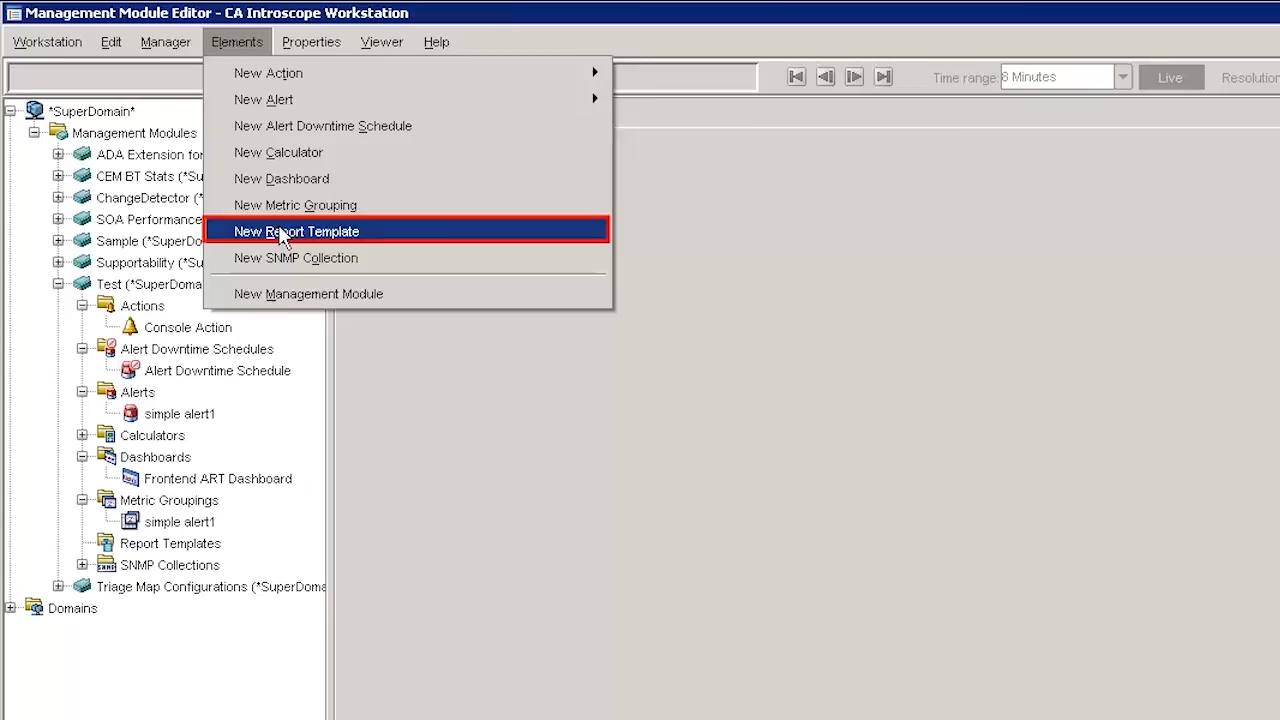 Management Module Editor - CA Introscope Workstation
Workstation Edit Manager Elements Properties Viewer Help
Time range: 8 Minutes Live Resolution
New Action
New Alert
New Alert Downtime Schedule
New Calculator
New Dashboard
New Metric Grouping
New Report Template
New SNMP Collection
New Management Module
*SuperDomain*
Management Modules
ADA Extension for
CEM BT Stats (*Su
ChangeDetector (*
SOA Performance
Sample (*SuperDo
Supportability (*Su
Test (*SuperDoma
Actions
Console Action
Alert Downtime Schedules
Alert Downtime Schedule
Alerts
simple alert1
Calculators
Dashboards
Frontend ART Dashboard
Metric Groupings
simple alert1
Report Templates
SNMP Collections
Triage Map Configurations (*SuperDoma
Domains